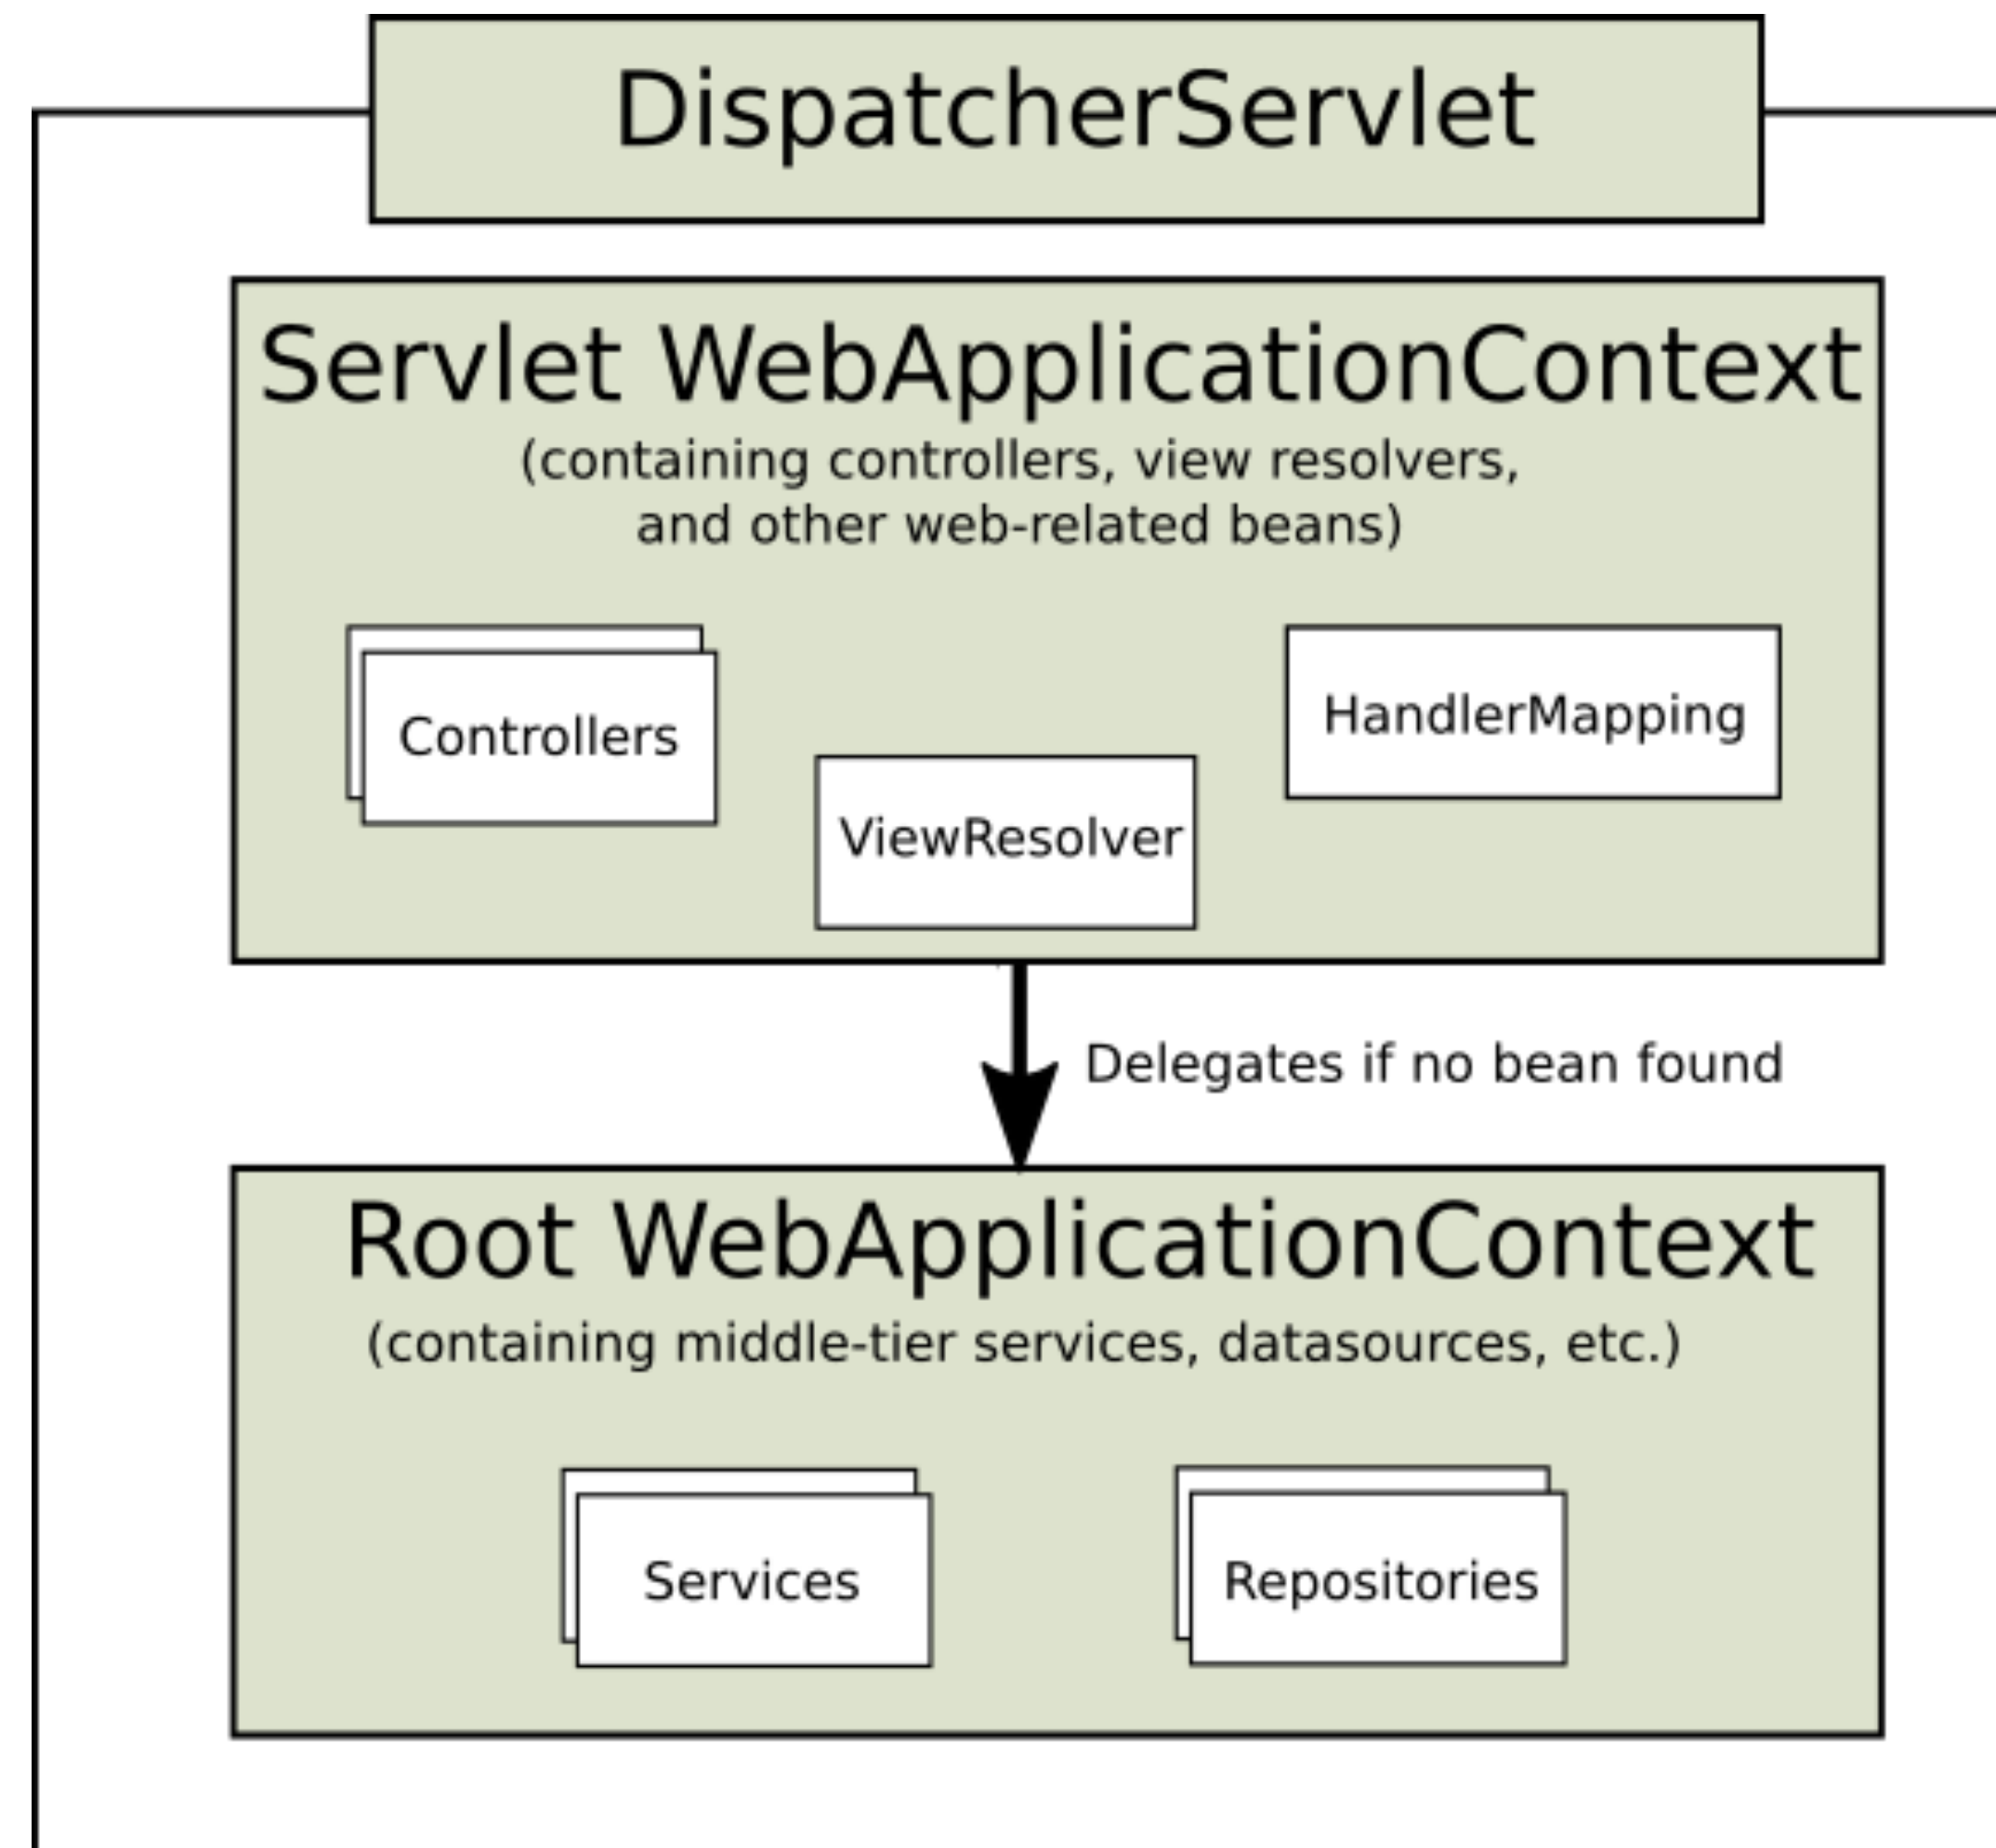 DispatcherServlet
Servlet WebApplicationContext
(containing controllers, view resolvers,
and other web-related beans)
Controllers
HandlerMapping
ViewResolver
Delegates if no bean found
Root WebApplicationContext
(containing middle-tier services, datasources, etc.)
Services
Repositories